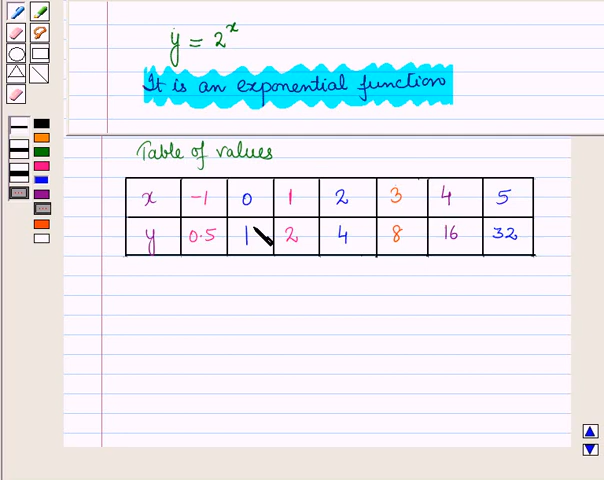 y = 2^x
It is an exponential function
Table of values
x -1 0 1 2 3 4 5
y 0.5 1 2 4 8 16 32